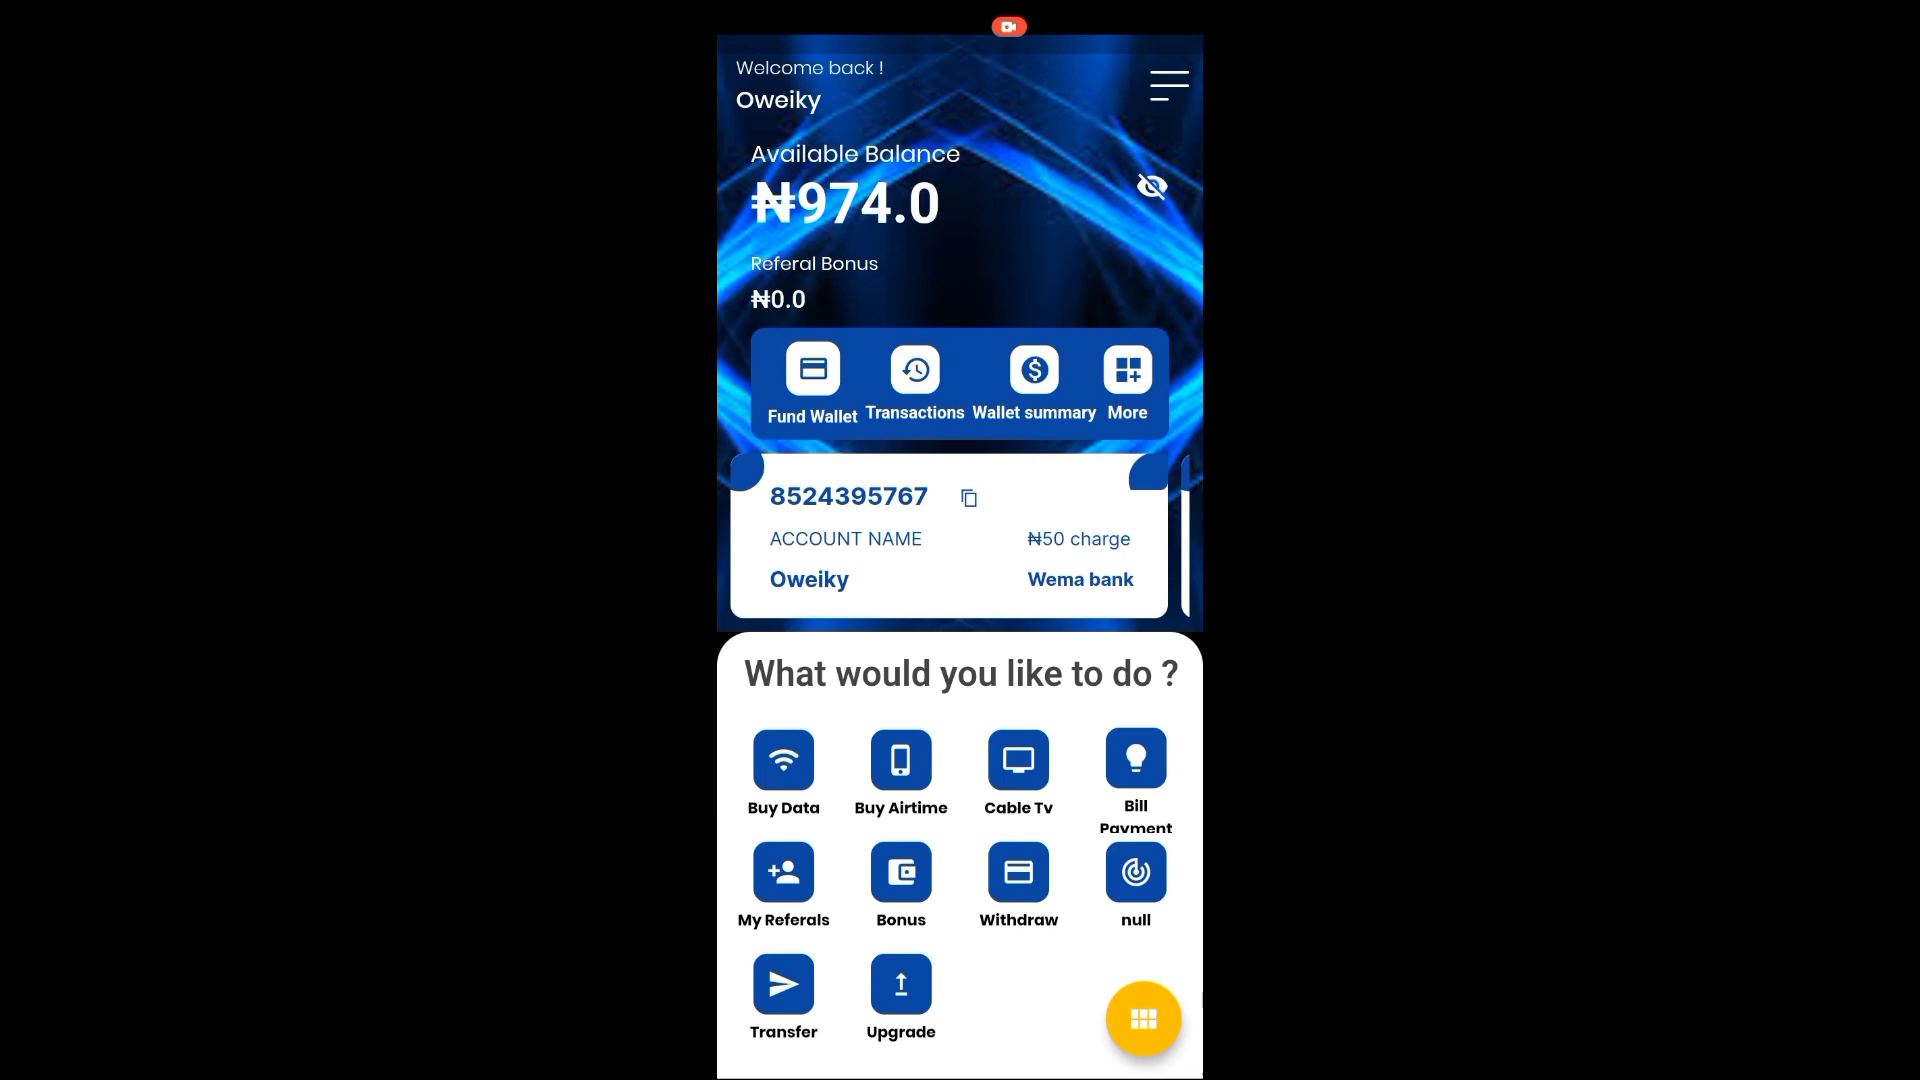 Welcome back !
Oweiky
Available Balance
₦974.0
Referal Bonus
₦0.0
Fund Wallet Transactions Wallet summary More
8524395767
ACCOUNT NAME ₦50 charge
Oweiky Wema bank
What would you like to do ?
Buy Data Buy Airtime Cable Tv Bill
Payment
My Referals Bonus Withdraw null
Transfer Upgrade